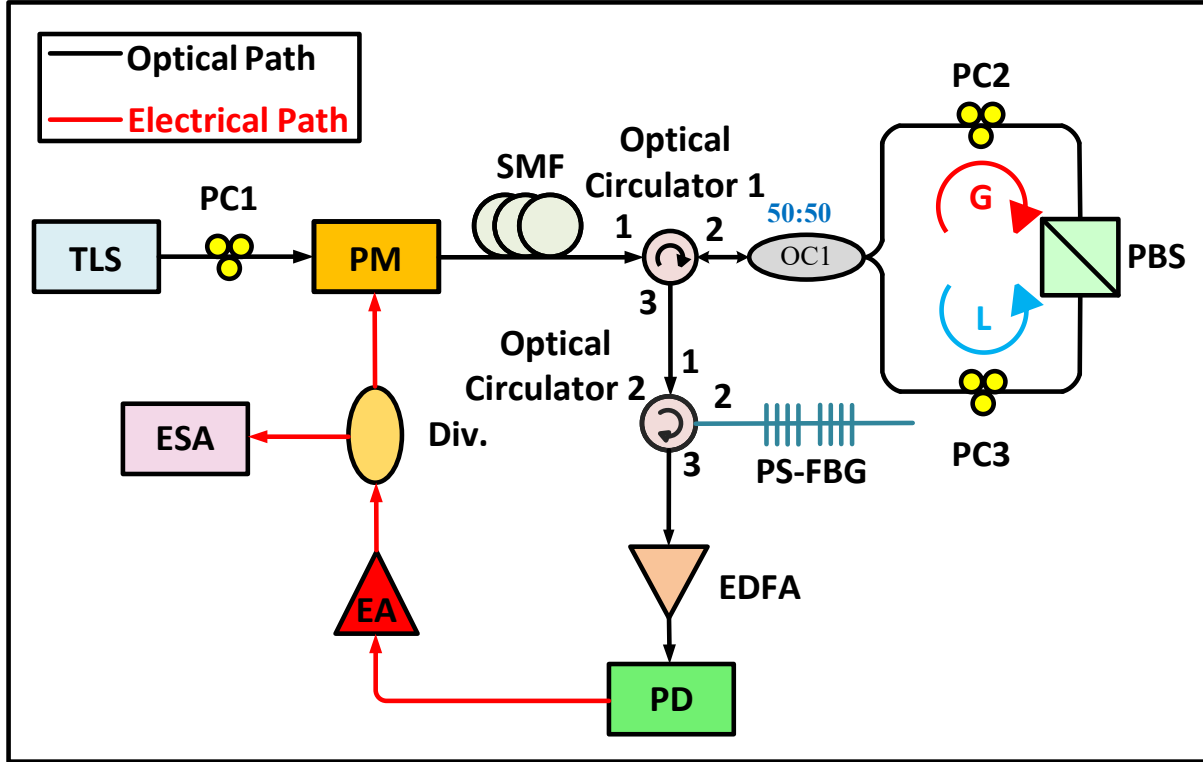 Optical Path
Electrical Path
PC2
Optical
Circulator 1
SMF
PC1
50:50
G
1
2
TLS
PM
OC1
PBS
3
L
Optical
Circulator 2
1
2
Div.
ESA
PC3
3
PS-FBG
EDFA
EA
PD